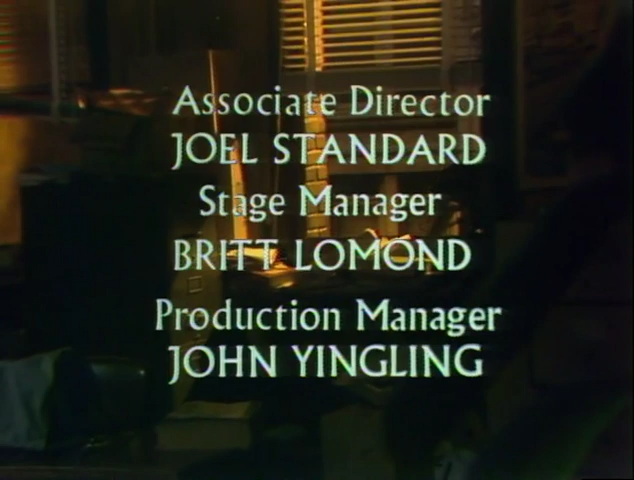 Associate Director
JOEL STANDARD
Stage Manager
BRITT LOMOND
Production Manager
JOHN YINGLING